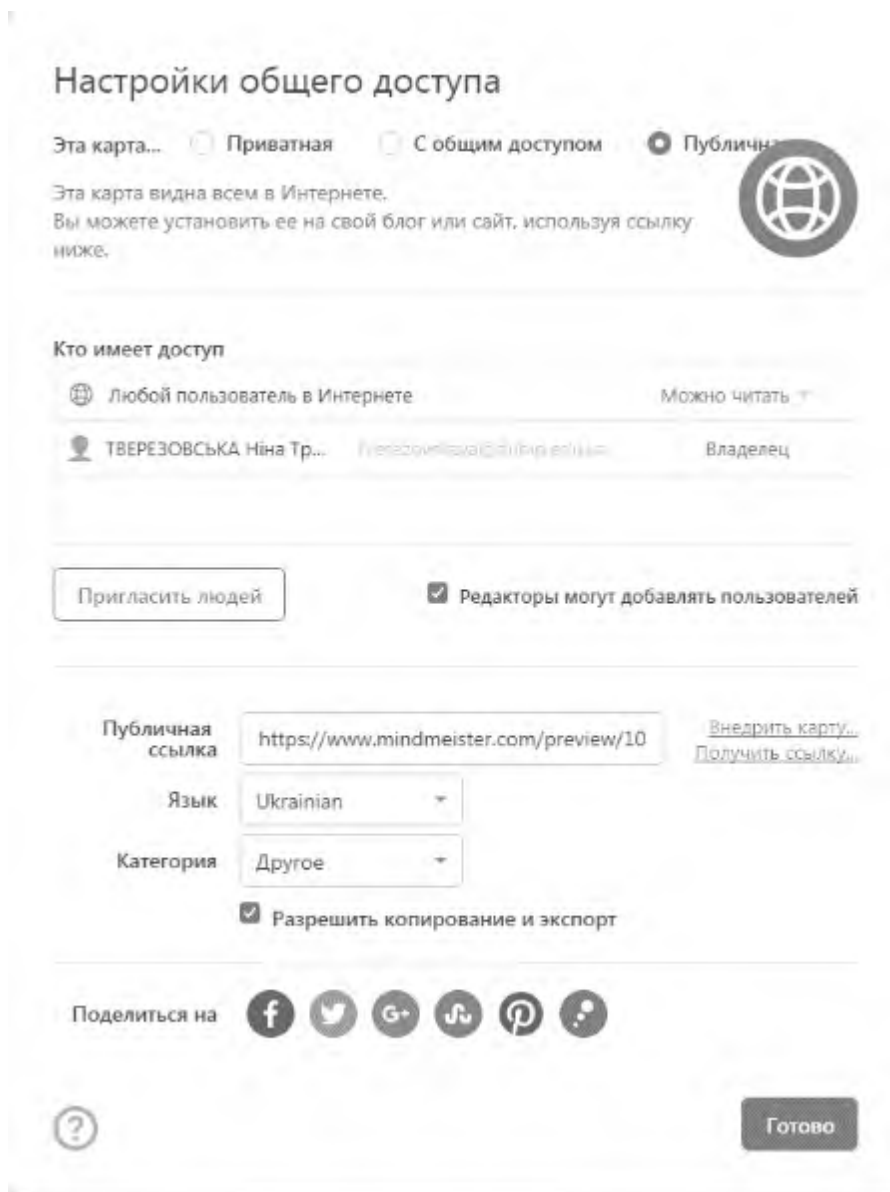 Настройки общего доступа
Эта карта... Приватная С общим доступом Публичн
Эта карта видна всем в Интернете.
Вы можете установить ее на свой блог или сайт, используя ссылку
ниже.
Кто имеет доступ
Любой пользователь в Интернете Можно читать
ТВЕРЕЗОВСЬКА Ніна Тр... Владелец
Пригласить людей Редакторы могут добавлять пользователей
Публичная ссылка https://www.mindmeister.com/preview/10 Внедрить карту...
Получить ссылку...
Язык Ukrainian
Категория Другое
Разрешить копирование и экспорт
Поделиться на f G+
? Готово